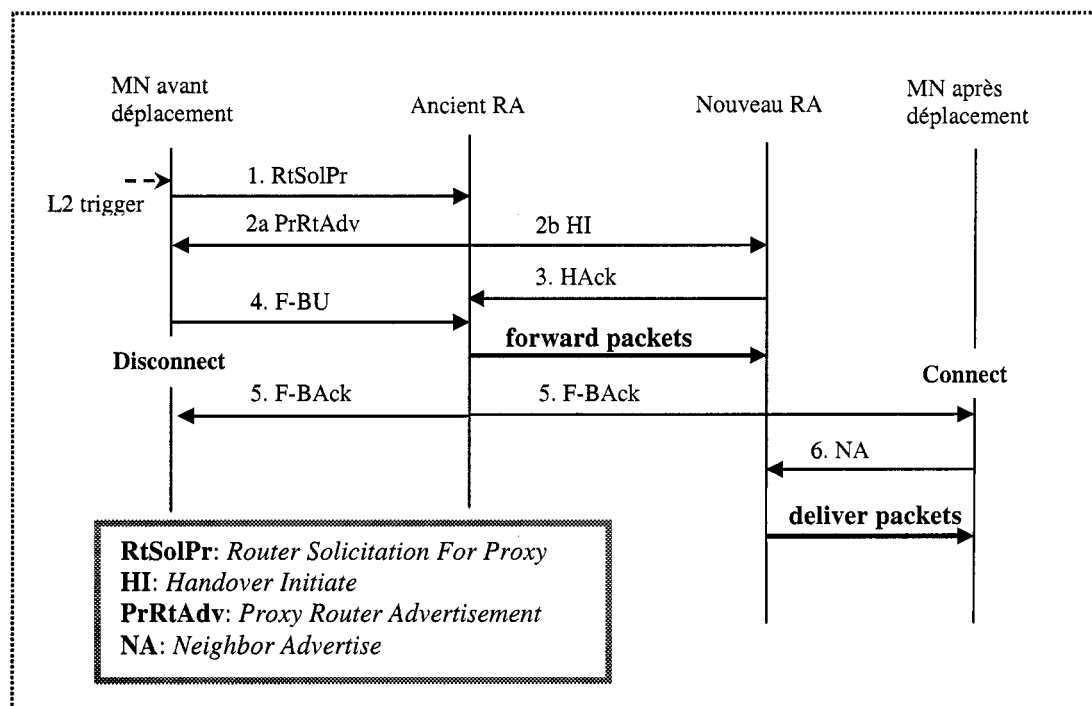 MN avant
déplacement
Ancient RA
Nouveau RA
MN après
déplacement
L2 trigger
1. RtSolPr
2a PrRtAdv
2b HI
3. HAck
4. F-BU
forward packets
Disconnect
Connect
5. F-BAck
5. F-BAck
6. NA
deliver packets
RtSolPr: Router Solicitation For Proxy
HI: Handover Initiate
PrRtAdv: Proxy Router Advertisement
NA: Neighbor Advertise